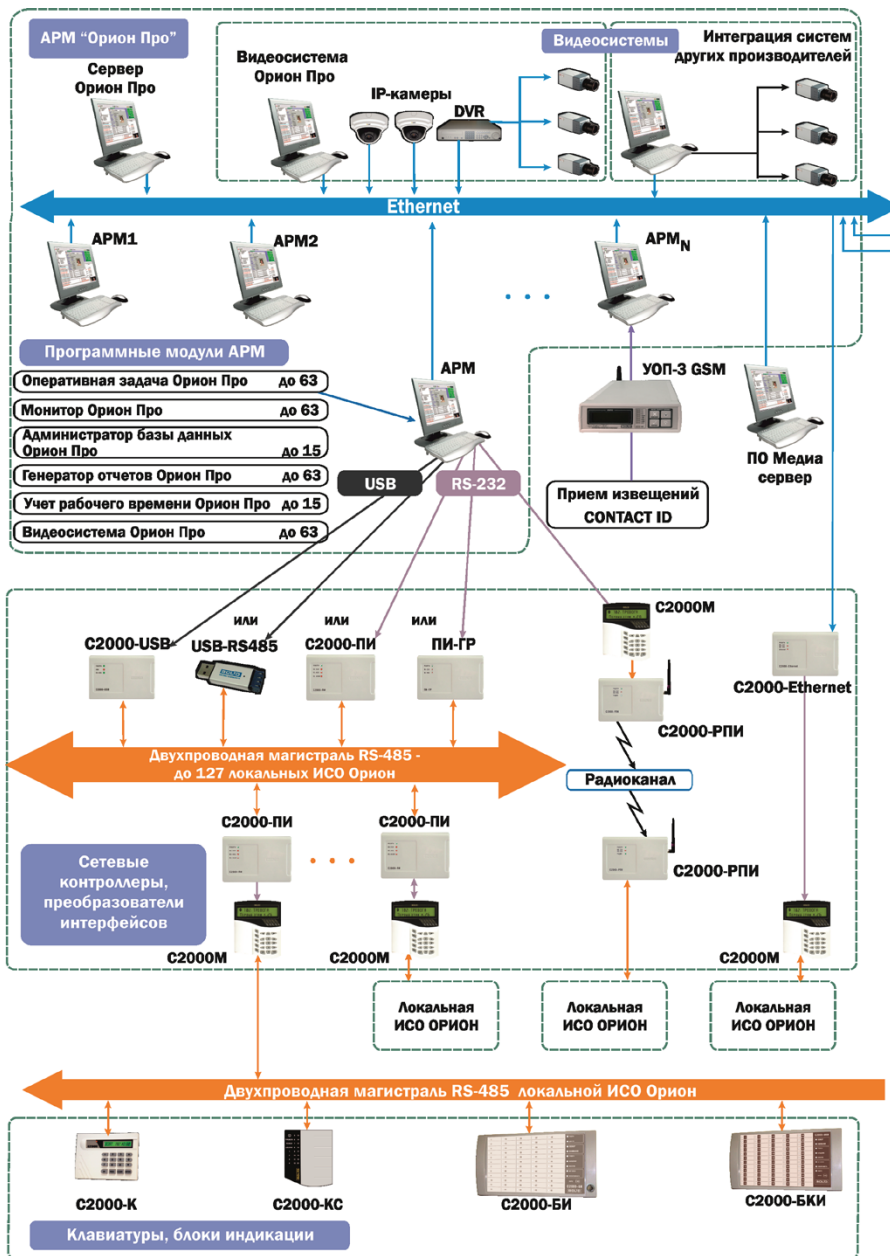 АРМ “Орион Про”
Сервер
Орион Про
Видеосистема
Орион Про
IP-камеры
DVR
Видеосистемы
Интеграция систем
других производителей
Ethernet
АРМ1
АРМ2
АРМN
Программные модули АРМ
Оперативная задача Орион Про до 63
Монитор Орион Про до 63
Администратор базы данных
Орион Про до 15
Генератор отчетов Орион Про до 63
Учет рабочего времени Орион Про до 15
Видеосистема Орион Про до 63
АРМ
USB
RS-232
УОП-3 GSM
Прием извещений
CONTACT ID
ПО Медиа
сервер
С2000-USB
или
USB-RS485
или
С2000-ПИ
или
ПИ-ГР
С2000М
С2000-РПИ
С2000-Ethernet
Двухпроводная магистраль RS-485 -
до 127 локальных ИСО Орион
Радиоканал
С2000-ПИ
С2000-ПИ
С2000-РПИ
Сетевые
контроллеры,
преобразователи
интерфейсов
С2000М
С2000М
С2000М
Локальная
ИСО ОРИОН
Локальная
ИСО ОРИОН
Локальная
ИСО ОРИОН
Двухпроводная магистраль RS-485 локальной ИСО Орион
С2000-К
С2000-КС
С2000-БИ
С2000-БКИ
Клавиатуры, блоки индикации